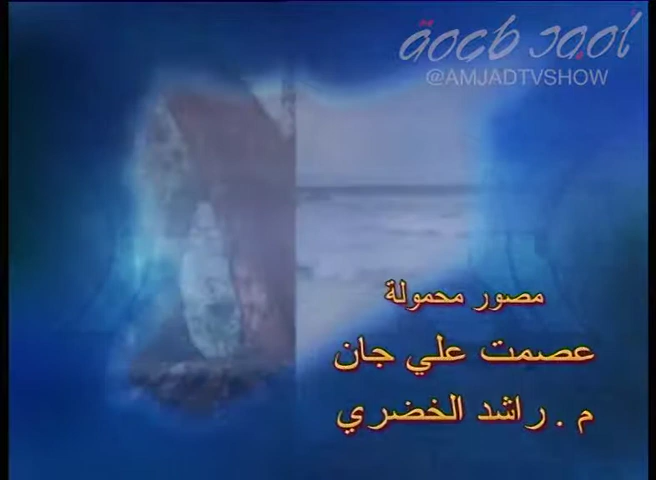 @AMJADTVSHOW
مصور محمولة
عصمت علي جان
م . راشد الخضري